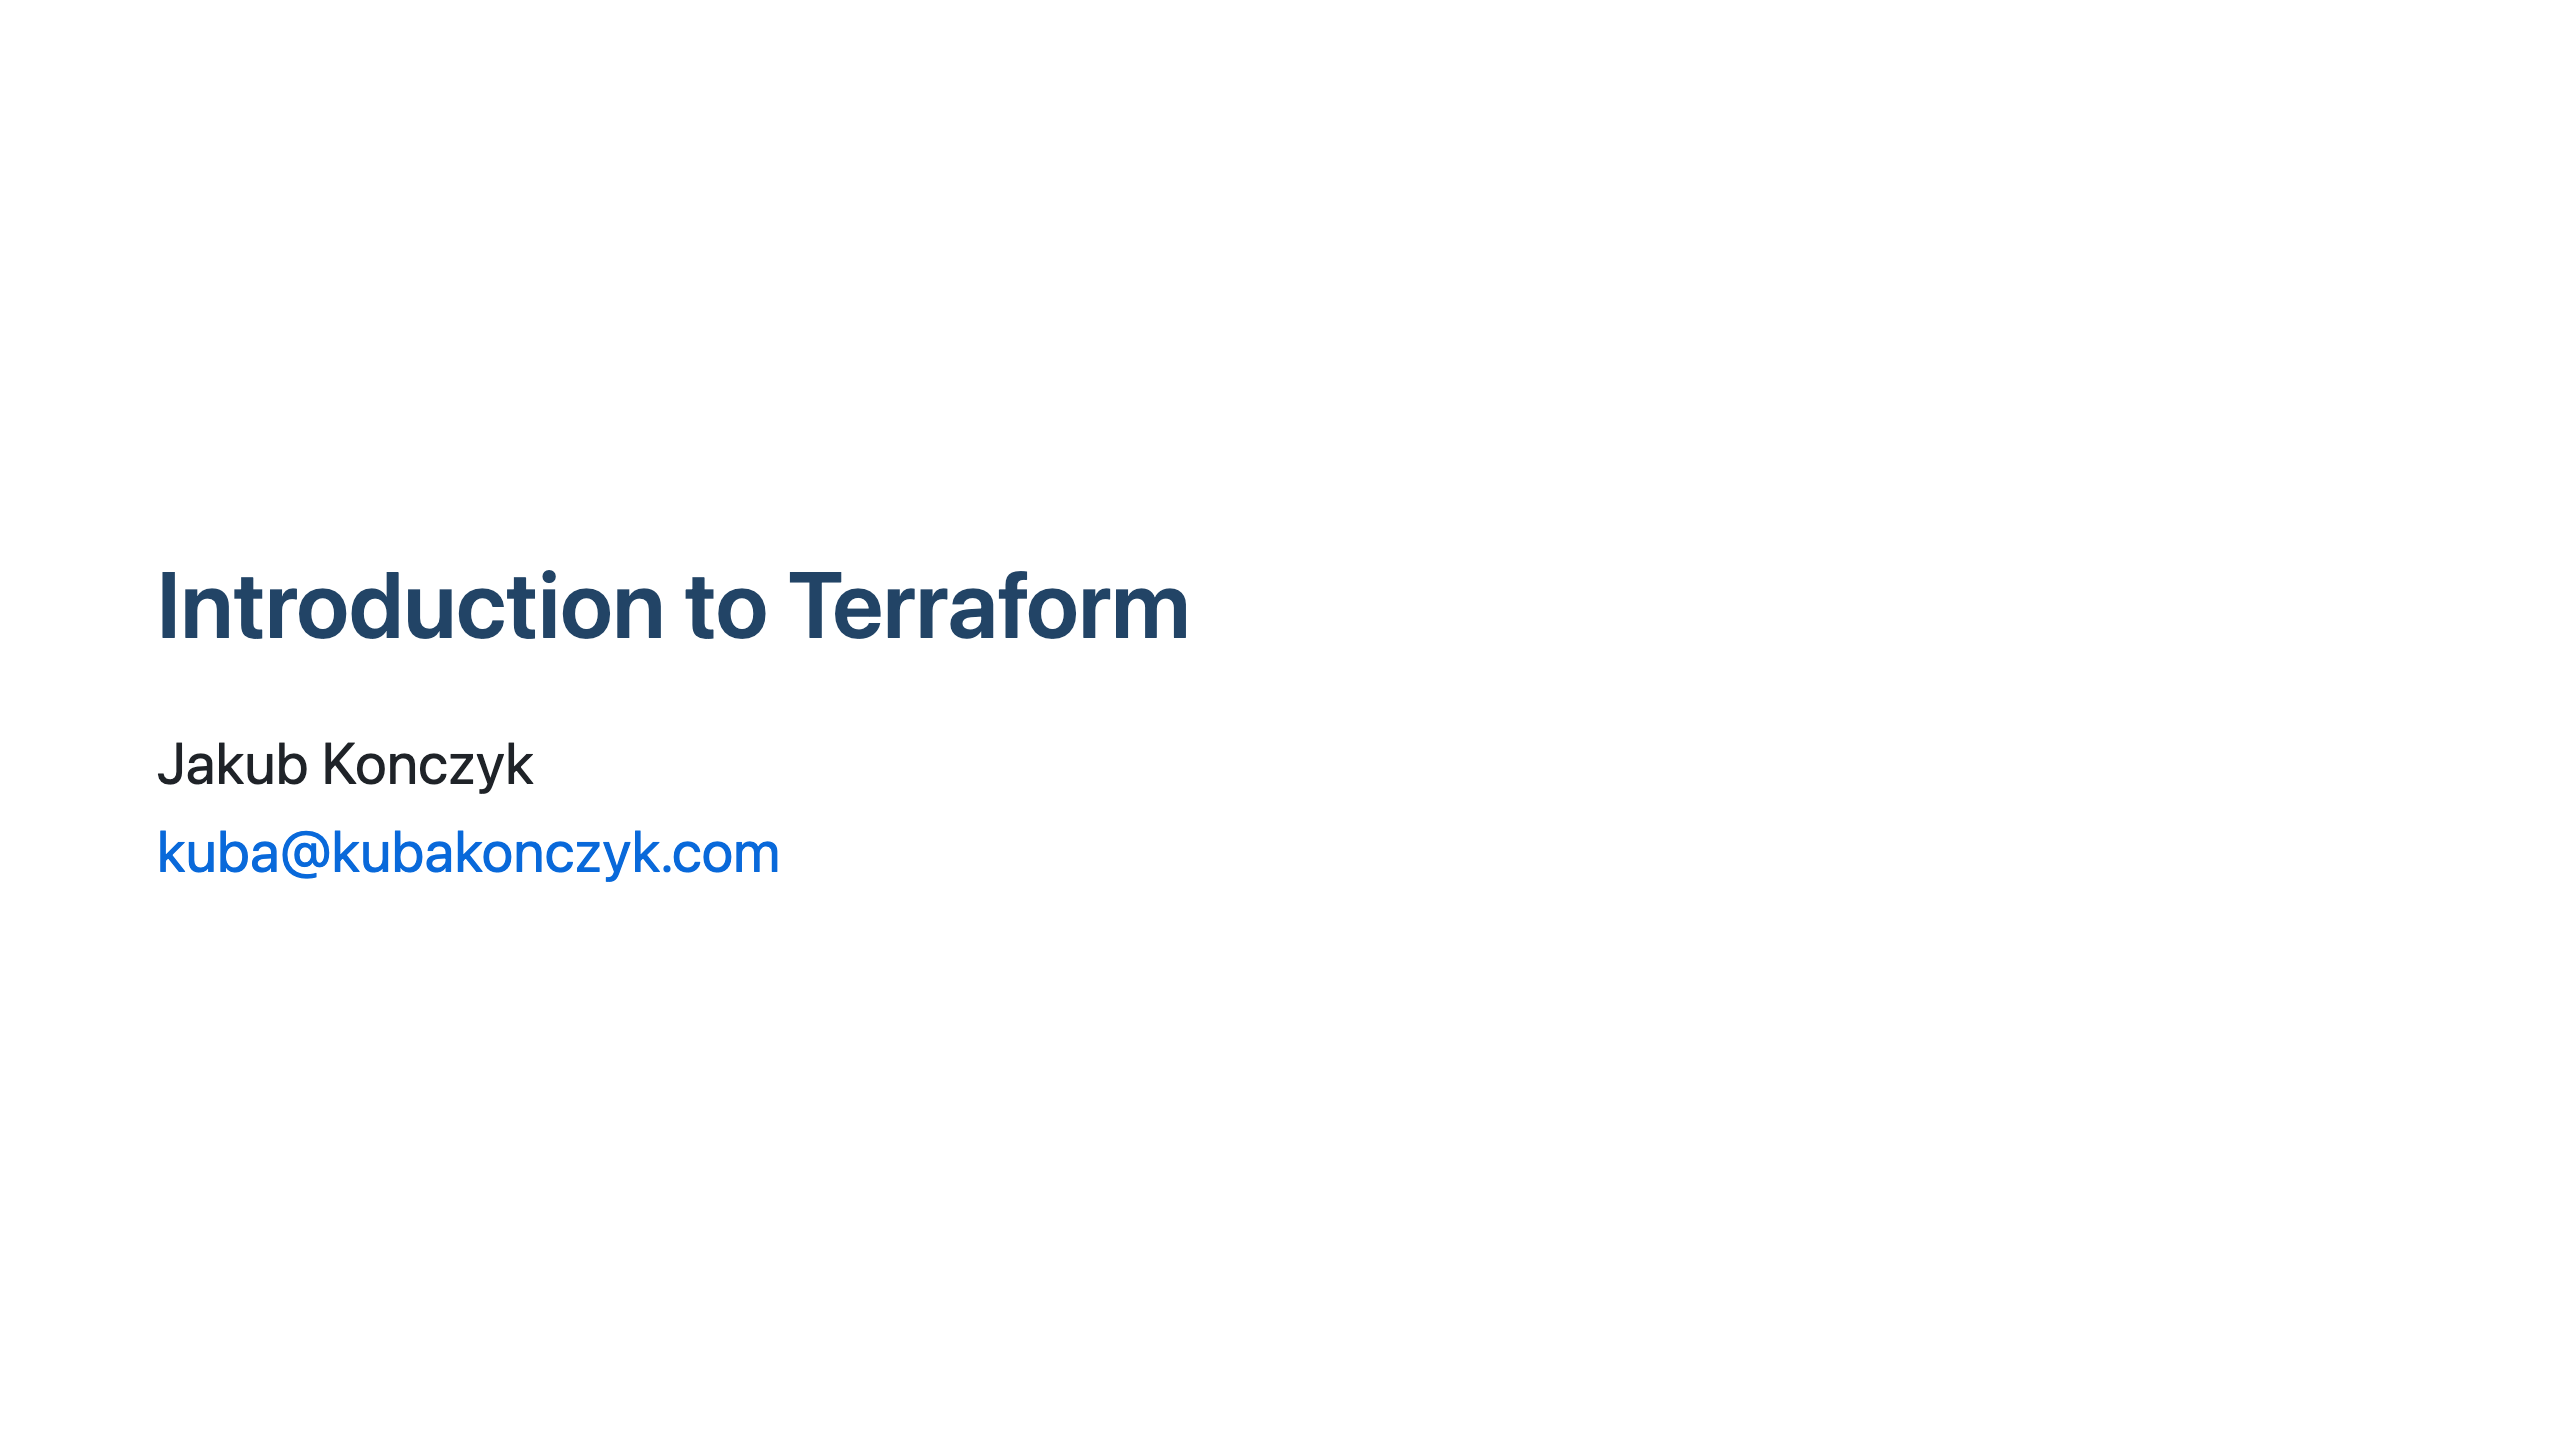 Introduction to Terraform
Jakub Konczyk
kuba@kubakonczyk.com